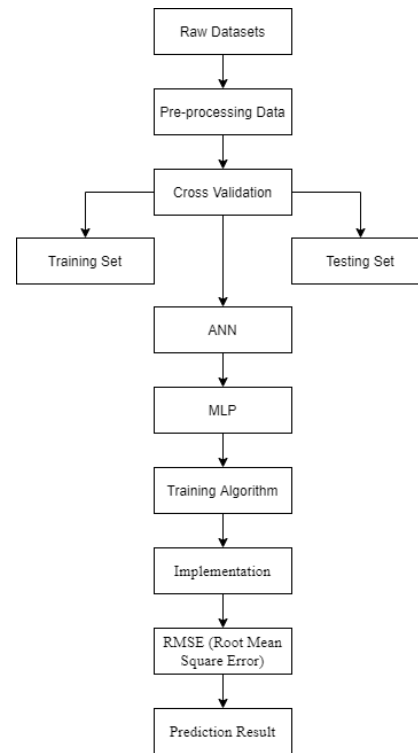 Raw Datasets
Pre-processing Data
Cross Validation
Training Set
Testing Set
ANN
MLP
Training Algorithm
Implementation
RMSE (Root Mean
Square Error)
Prediction Result